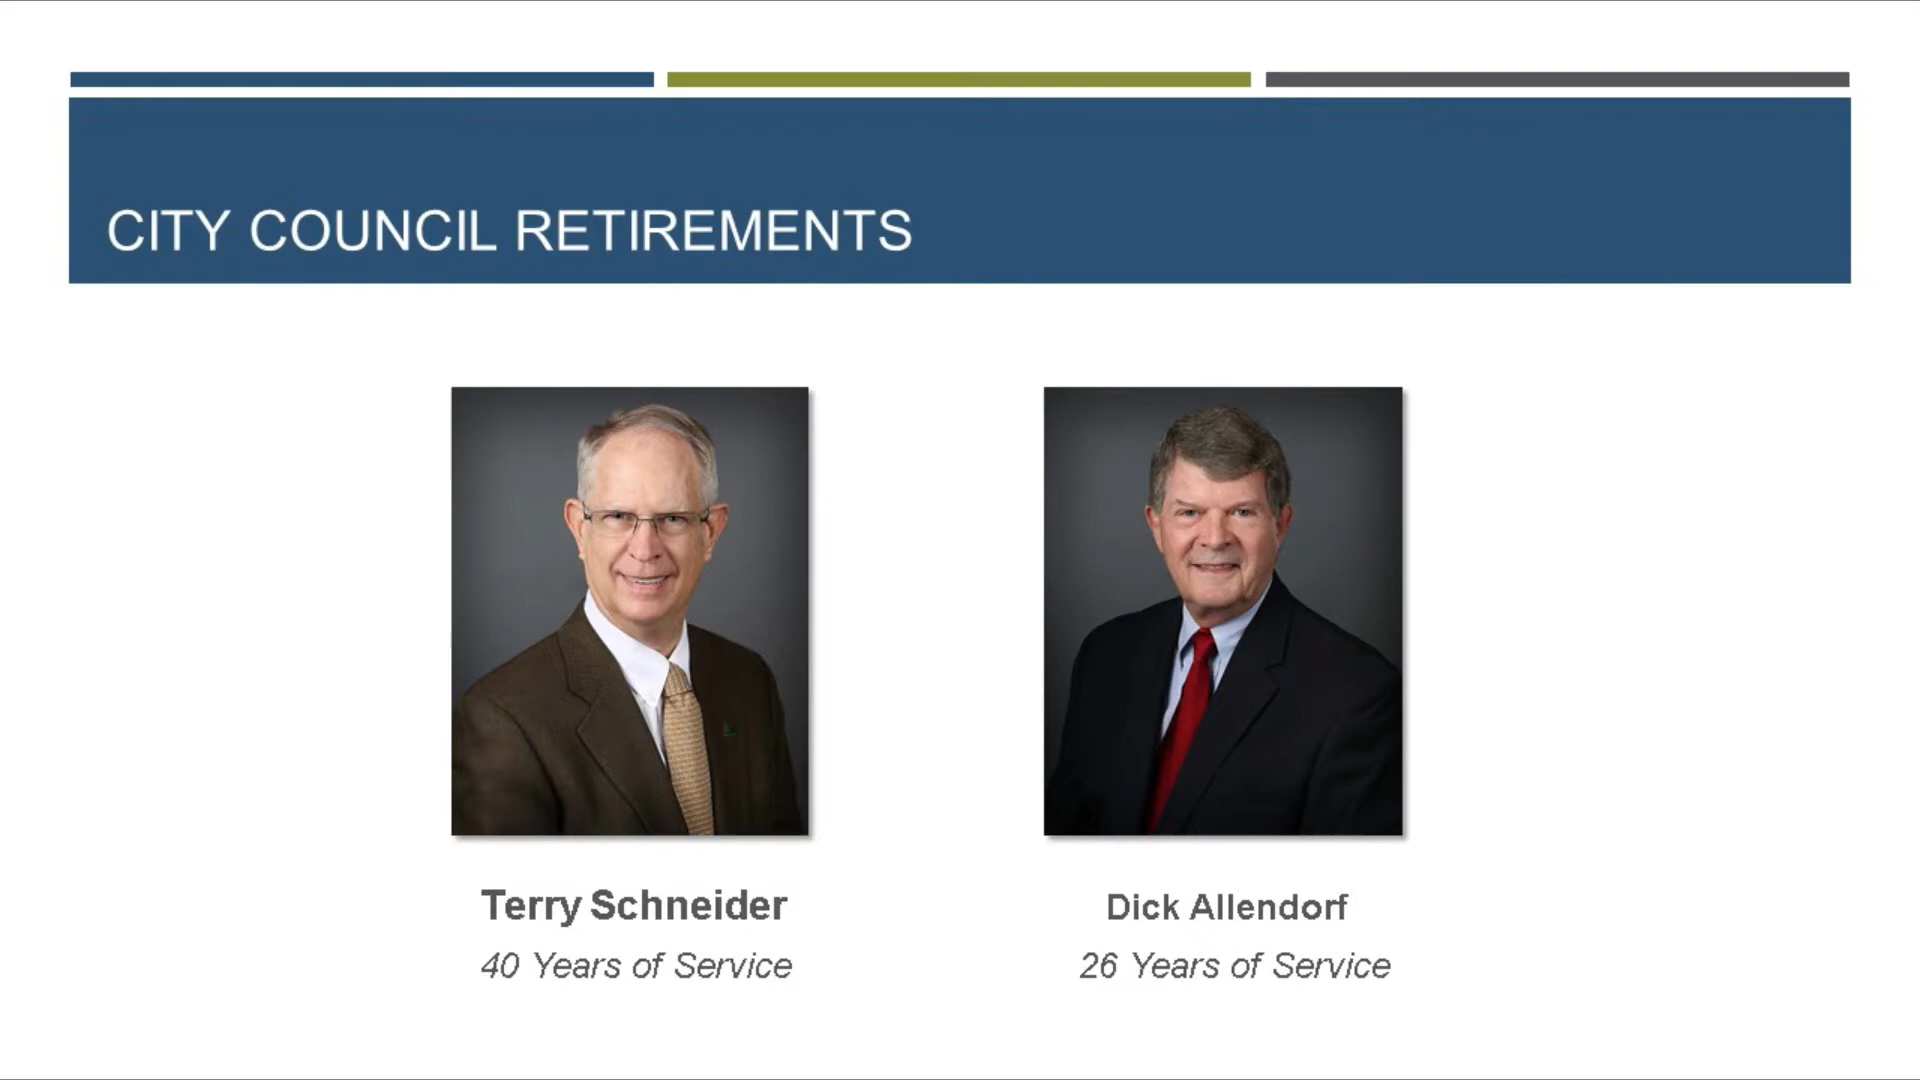 CITY COUNCIL RETIREMENTS
Terry Schneider
40 Years of Service
Dick Allendorf
26 Years of Service